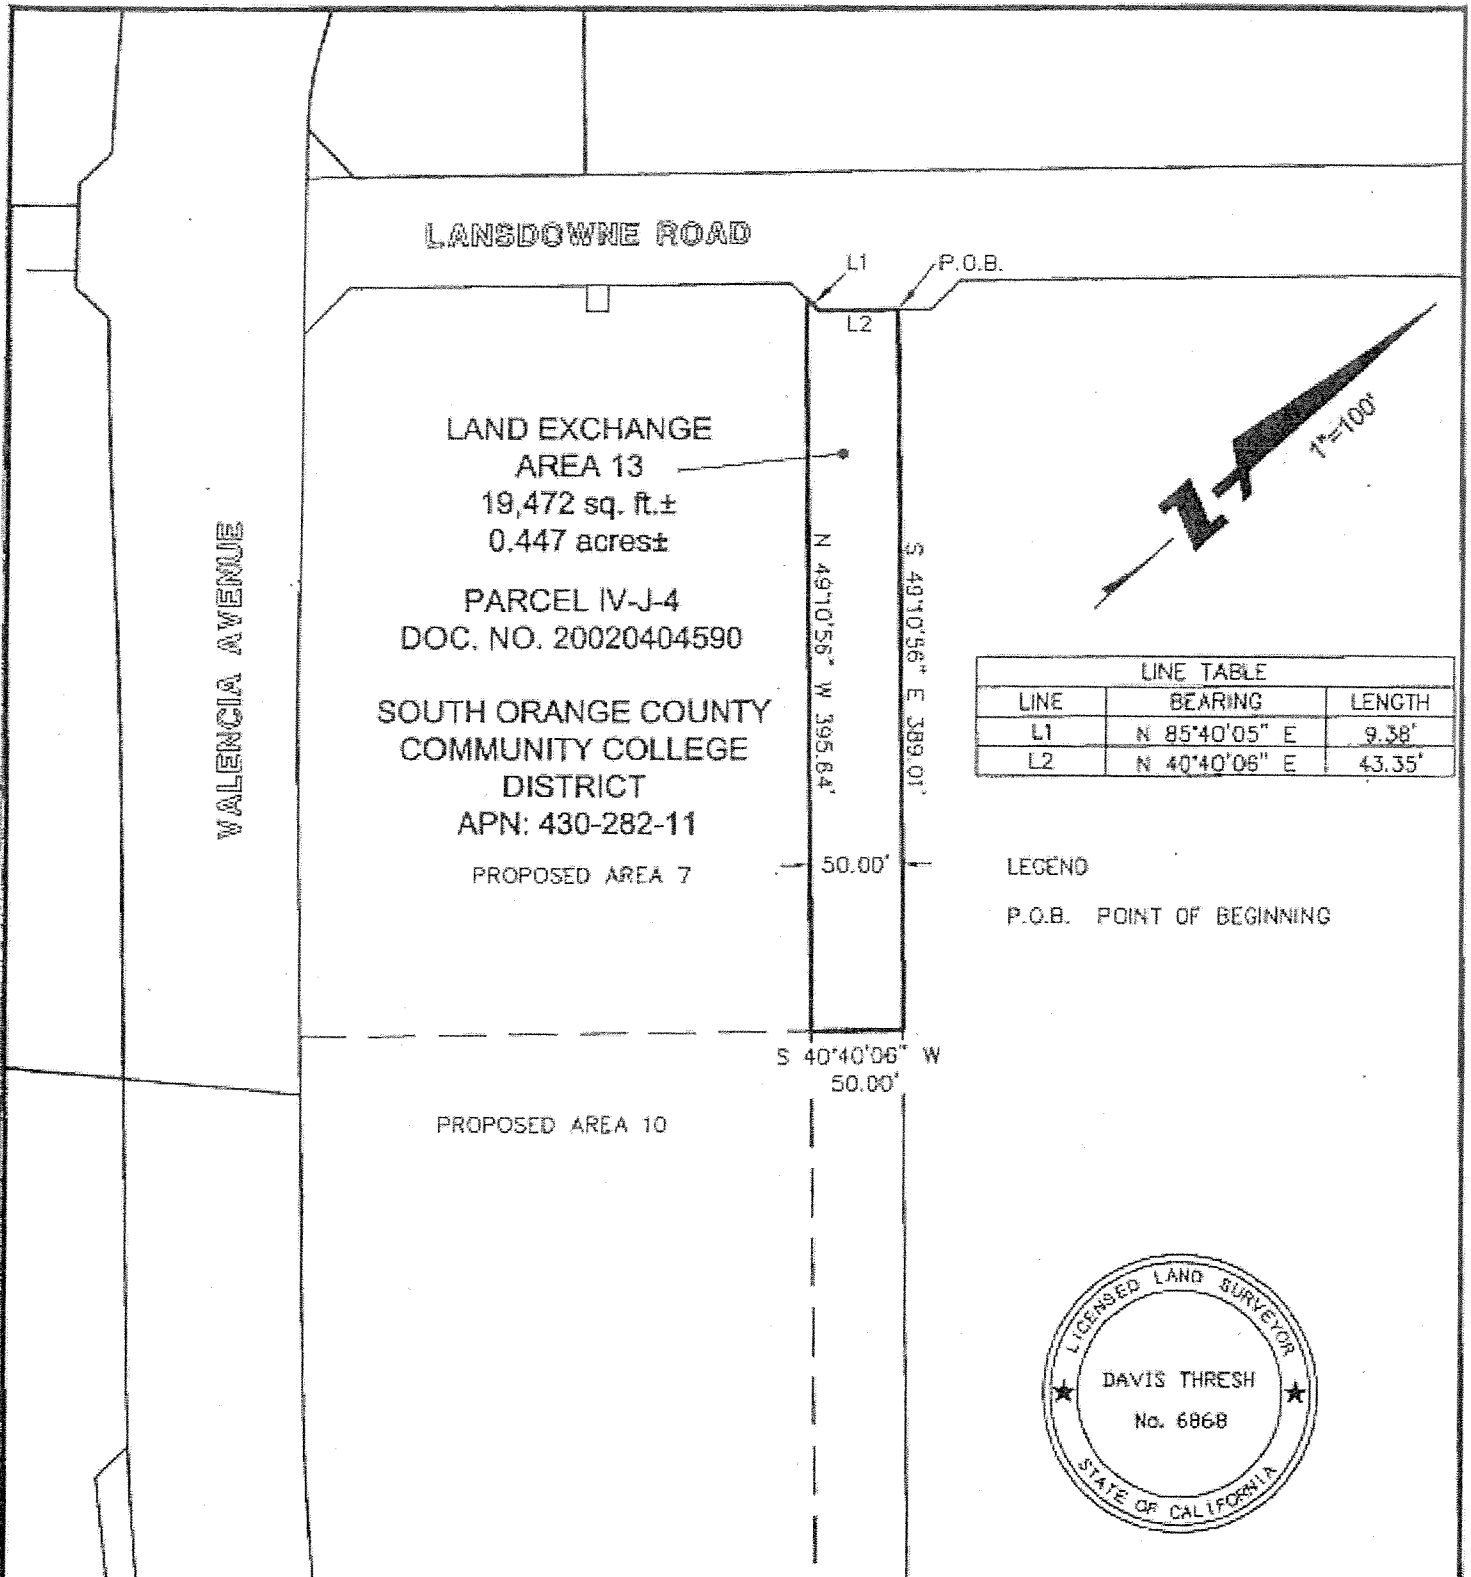 LANSDOWNE ROAD
L1
P.O.B.
L2
1"=100'
LAND EXCHANGE
AREA 13
19,472 sq. ft.±
0.447 acres±
PARCEL IV-J-4
DOC. NO. 20020404590
SOUTH ORANGE COUNTY
COMMUNITY COLLEGE
DISTRICT
APN: 430-282-11
PROPOSED AREA 7
VALENCIA AVENUE
N 49°10'56" W 395.64'
S 49°10'56" E 389.01'
N
LINE TABLE
LINE BEARING LENGTH
L1 N 85°40'05" E 9.38'
L2 N 40°40'06" E 43.35'
50.00'
LEGEND
P.O.B. POINT OF BEGINNING
S 40°40'06" W
50.00'
PROPOSED AREA 10
LICENSED LAND SURVEYOR
DAVIS THRESH
No. 6868
STATE OF CALIFORNIA